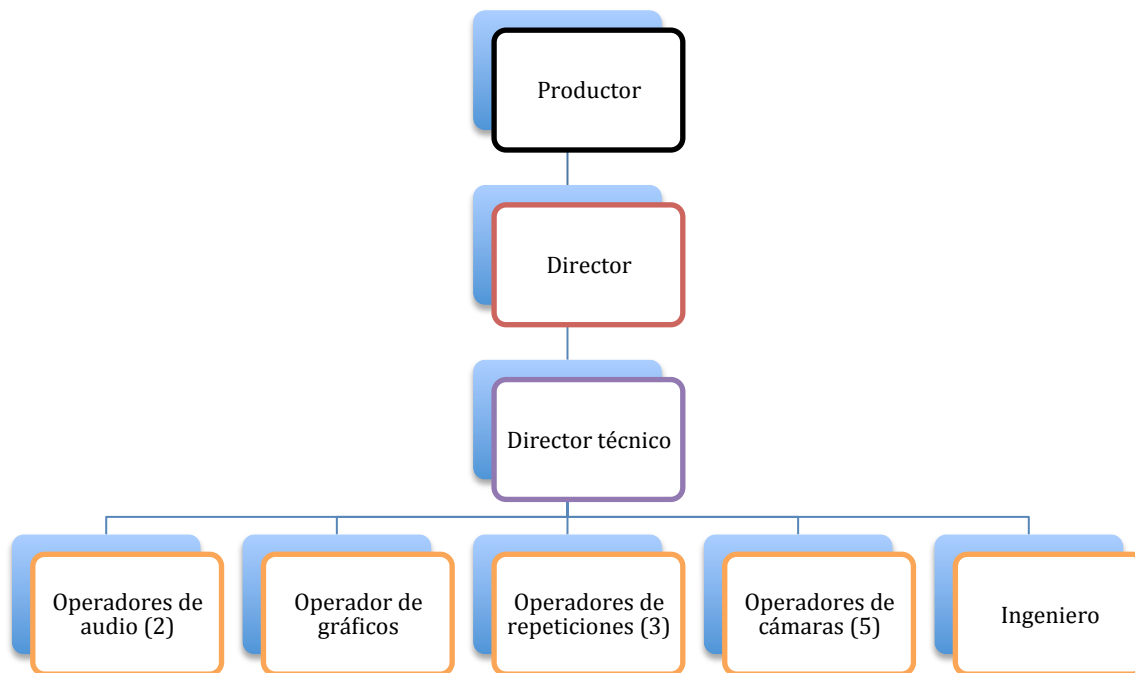 Productor
Director
Director técnico
Operadores de
audio (2)
Operador de
gráficos
Operadores de
repeticiones (3)
Operadores de
cámaras (5)
Ingeniero